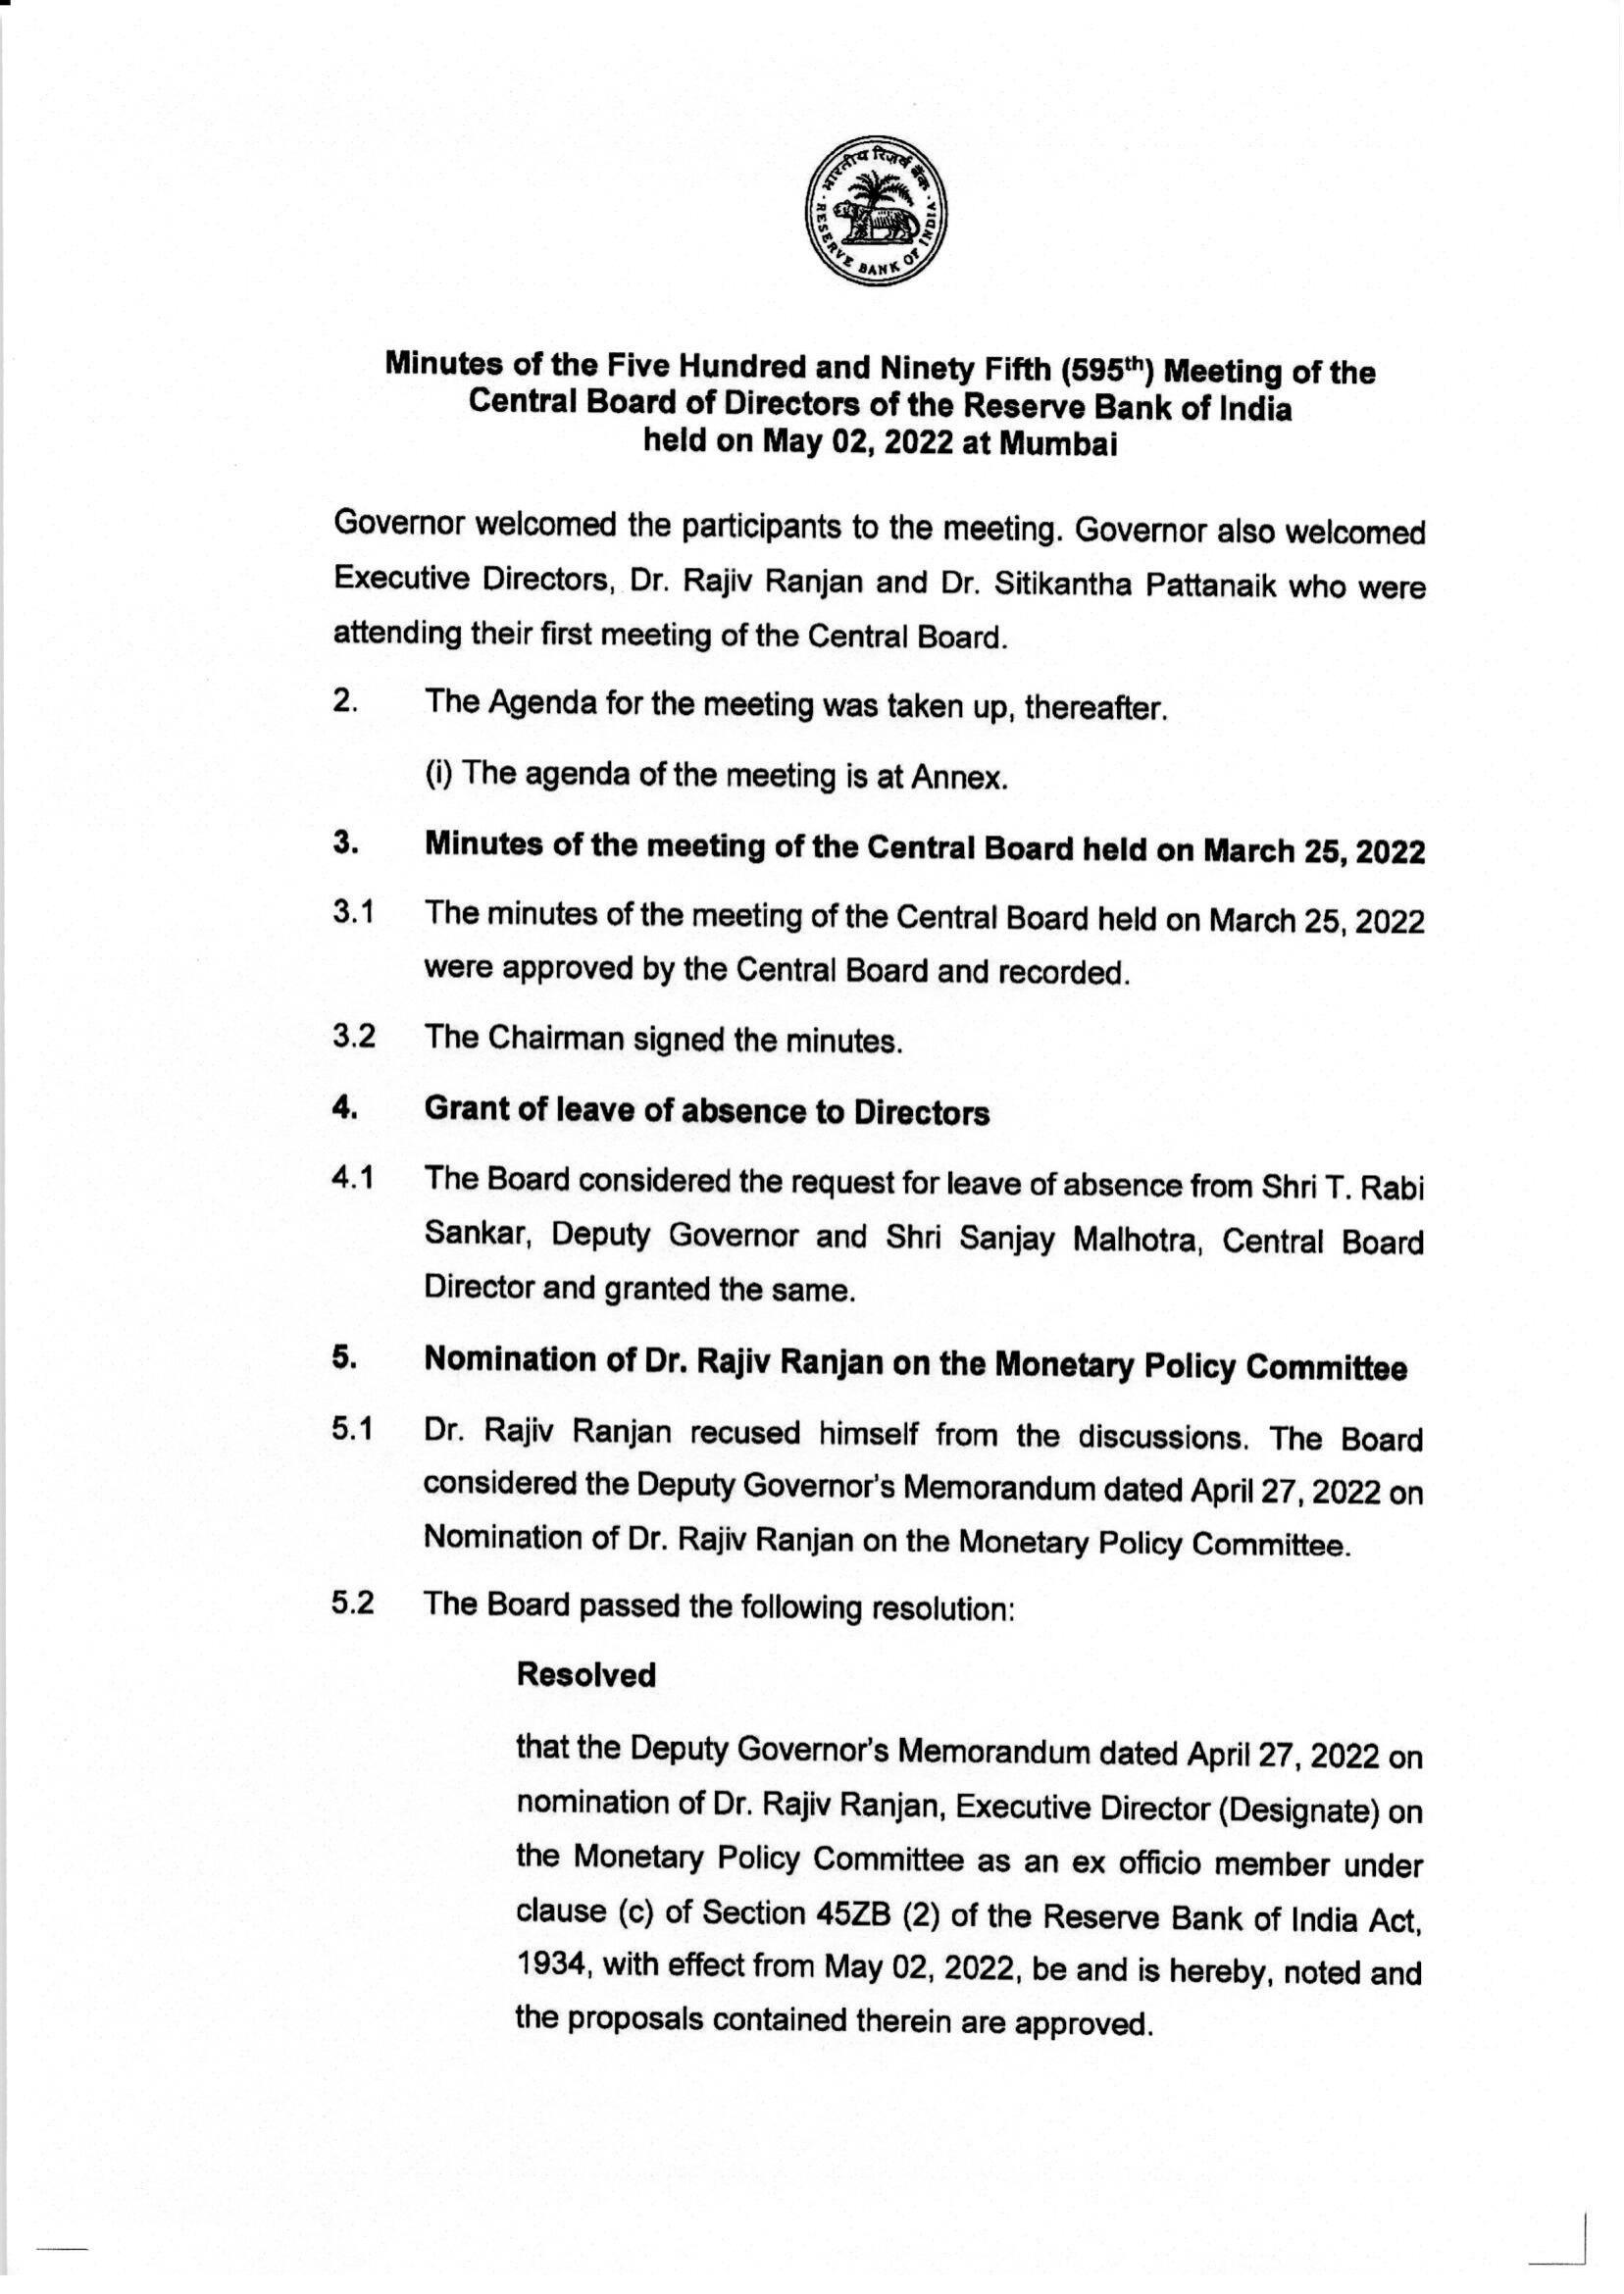 भारतीय रिज़र्व बैंक
RESERVE BANK OF INDIA
Minutes of the Five Hundred and Ninety Fifth (595th) Meeting of the
Central Board of Directors of the Reserve Bank of India
held on May 02, 2022 at Mumbai
Governor welcomed the participants to the meeting. Governor also welcomed
Executive Directors, Dr. Rajiv Ranjan and Dr. Sitikantha Pattanaik who were
attending their first meeting of the Central Board.
2. The Agenda for the meeting was taken up, thereafter.
(i) The agenda of the meeting is at Annex.
3. Minutes of the meeting of the Central Board held on March 25, 2022
3.1 The minutes of the meeting of the Central Board held on March 25, 2022
were approved by the Central Board and recorded.
3.2 The Chairman signed the minutes.
4. Grant of leave of absence to Directors
4.1 The Board considered the request for leave of absence from Shri T. Rabi
Sankar, Deputy Governor and Shri Sanjay Malhotra, Central Board
Director and granted the same.
5. Nomination of Dr. Rajiv Ranjan on the Monetary Policy Committee
5.1 Dr. Rajiv Ranjan recused himself from the discussions. The Board
considered the Deputy Governor's Memorandum dated April 27, 2022 on
Nomination of Dr. Rajiv Ranjan on the Monetary Policy Committee.
5.2 The Board passed the following resolution:
Resolved
that the Deputy Governor's Memorandum dated April 27, 2022 on
nomination of Dr. Rajiv Ranjan, Executive Director (Designate) on
the Monetary Policy Committee as an ex officio member under
clause (c) of Section 45ZB (2) of the Reserve Bank of India Act,
1934, with effect from May 02, 2022, be and is hereby, noted and
the proposals contained therein are approved.